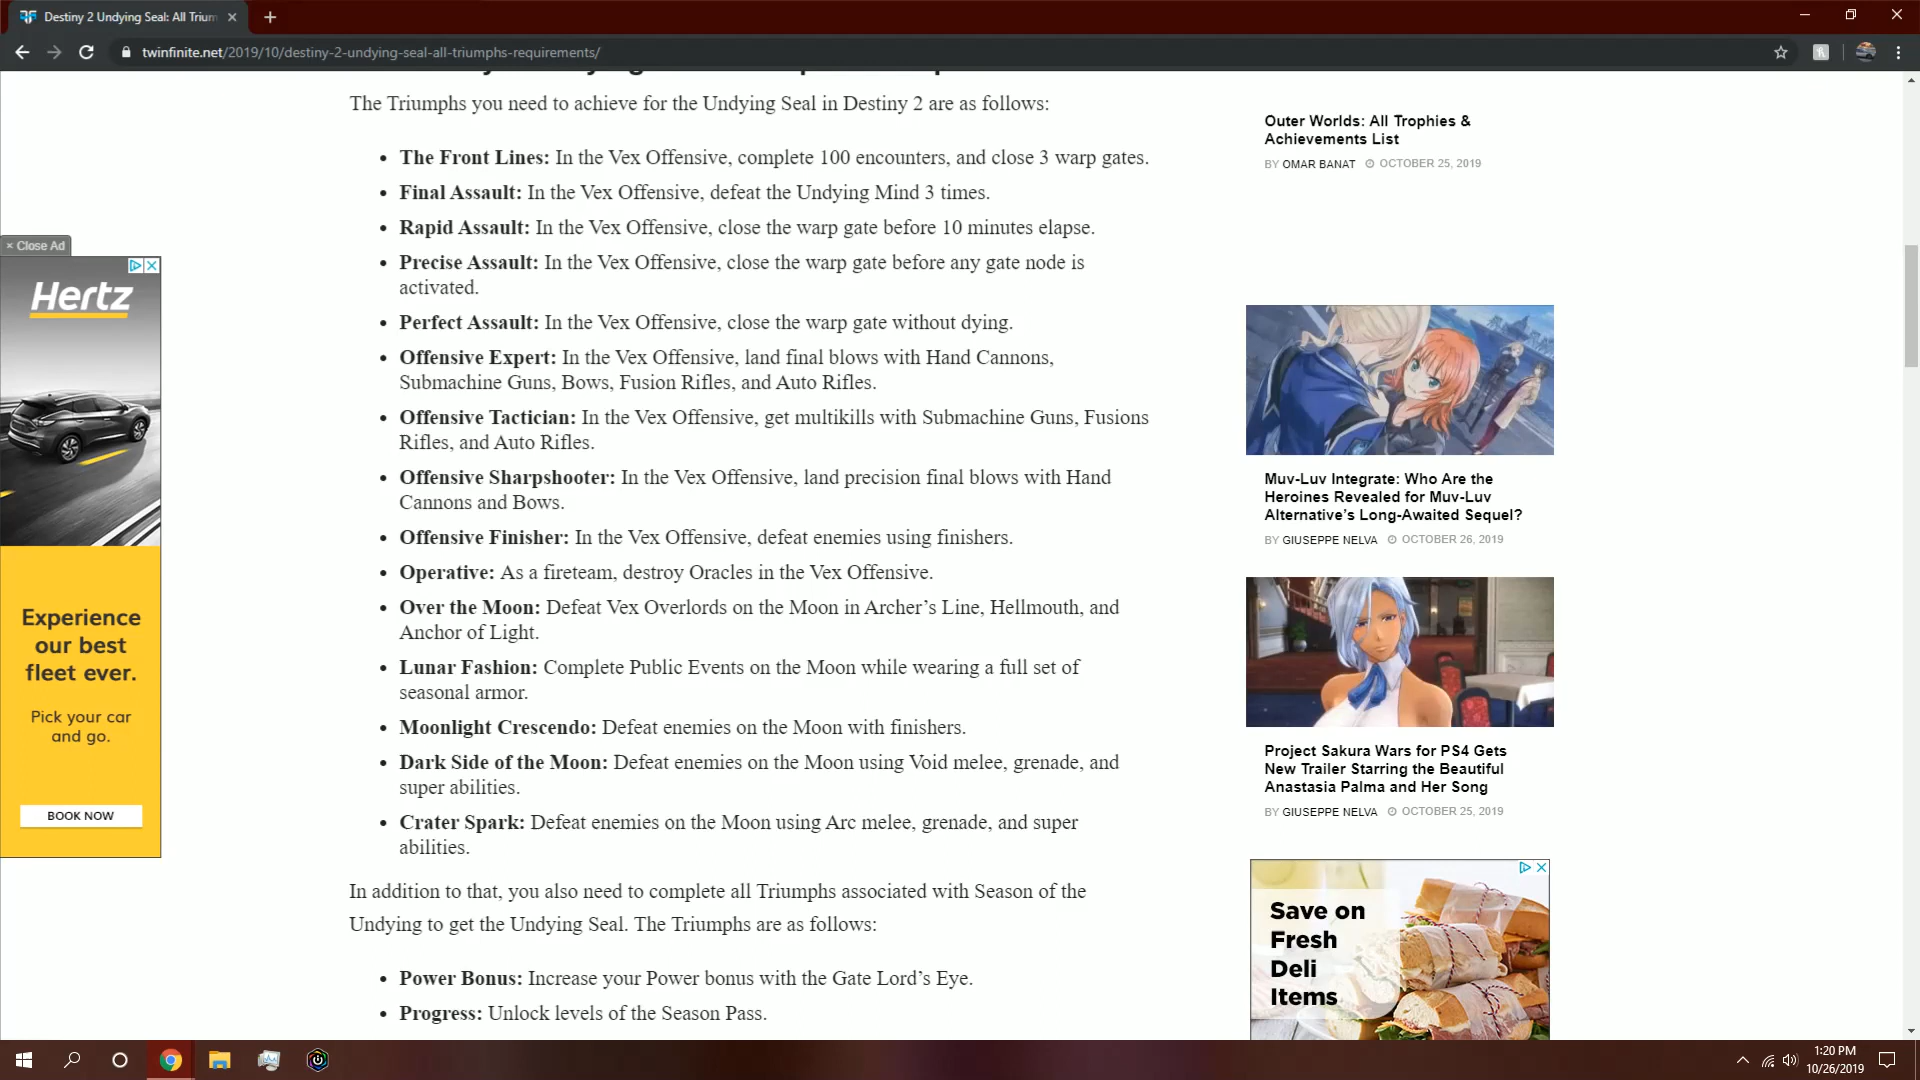 Destiny 2 Undying Seal: All Trium
twinfinite.net/2019/10/destiny-2-undying-seal-all-triumphs-requirements/
The Triumphs you need to achieve for the Undying Seal in Destiny 2 are as follows:
The Front Lines: In the Vex Offensive, complete 100 encounters, and close 3 warp gates.
Final Assault: In the Vex Offensive, defeat the Undying Mind 3 times.
Rapid Assault: In the Vex Offensive, close the warp gate before 10 minutes elapse.
Precise Assault: In the Vex Offensive, close the warp gate before any gate node is
activated.
Perfect Assault: In the Vex Offensive, close the warp gate without dying.
Offensive Expert: In the Vex Offensive, land final blows with Hand Cannons,
Submachine Guns, Bows, Fusion Rifles, and Auto Rifles.
Offensive Tactician: In the Vex Offensive, get multikills with Submachine Guns, Fusions
Rifles, and Auto Rifles.
Offensive Sharpshooter: In the Vex Offensive, land precision final blows with Hand
Cannons and Bows.
Offensive Finisher: In the Vex Offensive, defeat enemies using finishers.
Operative: As a fireteam, destroy Oracles in the Vex Offensive.
Over the Moon: Defeat Vex Overlords on the Moon in Archer's Line, Hellmouth, and
Anchor of Light.
Lunar Fashion: Complete Public Events on the Moon while wearing a full set of
seasonal armor.
Moonlight Crescendo: Defeat enemies on the Moon with finishers.
Dark Side of the Moon: Defeat enemies on the Moon using Void melee, grenade, and
super abilities.
Crater Spark: Defeat enemies on the Moon using Arc melee, grenade, and super
abilities.
In addition to that, you also need to complete all Triumphs associated with Season of the
Undying to get the Undying Seal. The Triumphs are as follows:
Power Bonus: Increase your Power bonus with the Gate Lord's Eye.
Progress: Unlock levels of the Season Pass.
× Close Ad
Hertz
Experience
our best
fleet ever.
Pick your car
and go.
BOOK NOW
Outer Worlds: All Trophies &
Achievements List
BY OMAR BANAT OCTOBER 25, 2019
Muv-Luv Integrate: Who Are the
Heroines Revealed for Muv-Luv
Alternative's Long-Awaited Sequel?
BY GIUSEPPE NELVA OCTOBER 26, 2019
Project Sakura Wars for PS4 Gets
New Trailer Starring the Beautiful
Anastasia Palma and Her Song
BY GIUSEPPE NELVA OCTOBER 25, 2019
Save on
Fresh
Deli
Items
1:20 PM
10/26/2019